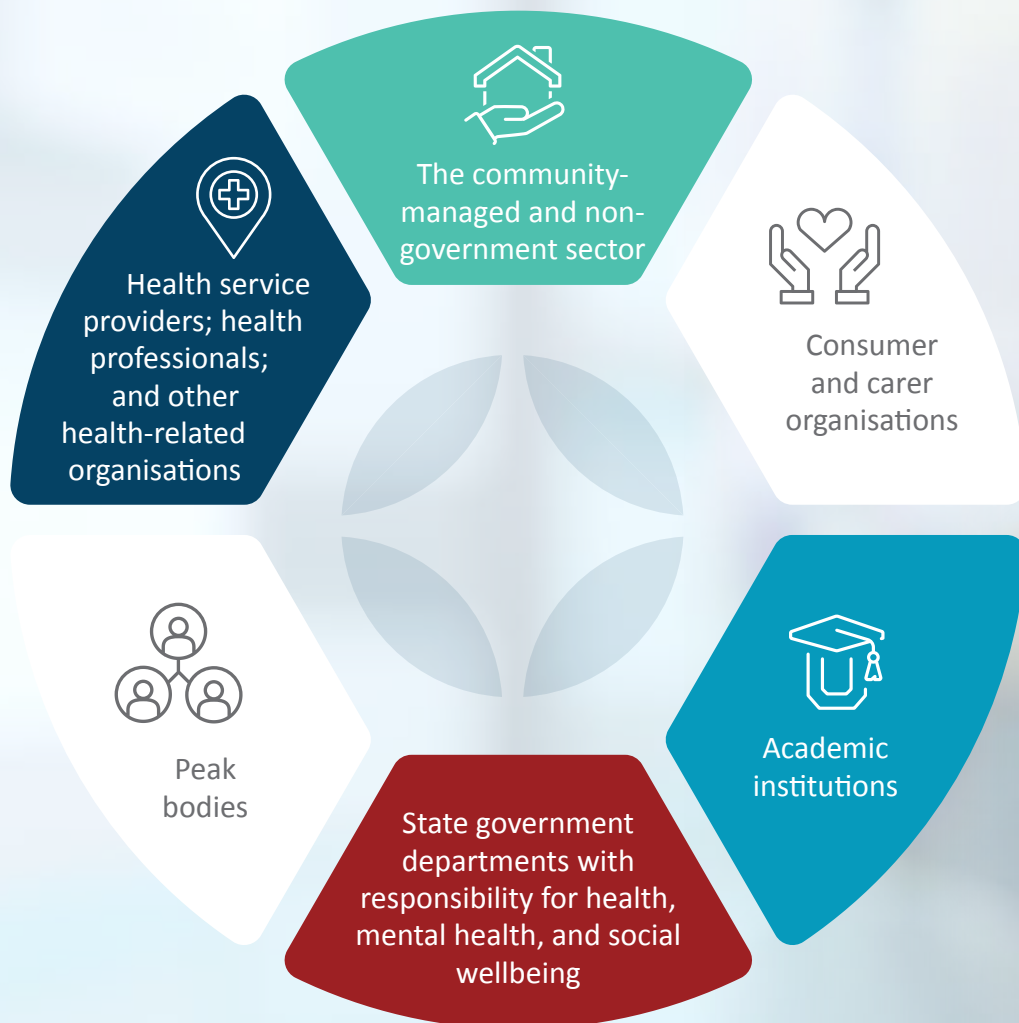 The community-
managed and non-
government sector
Consumer
and carer
organisations
Academic
institutions
State government
departments with
responsibility for health,
mental health, and social
wellbeing
Peak
bodies
Health service
providers; health
professionals;
and other
health-related
organisations